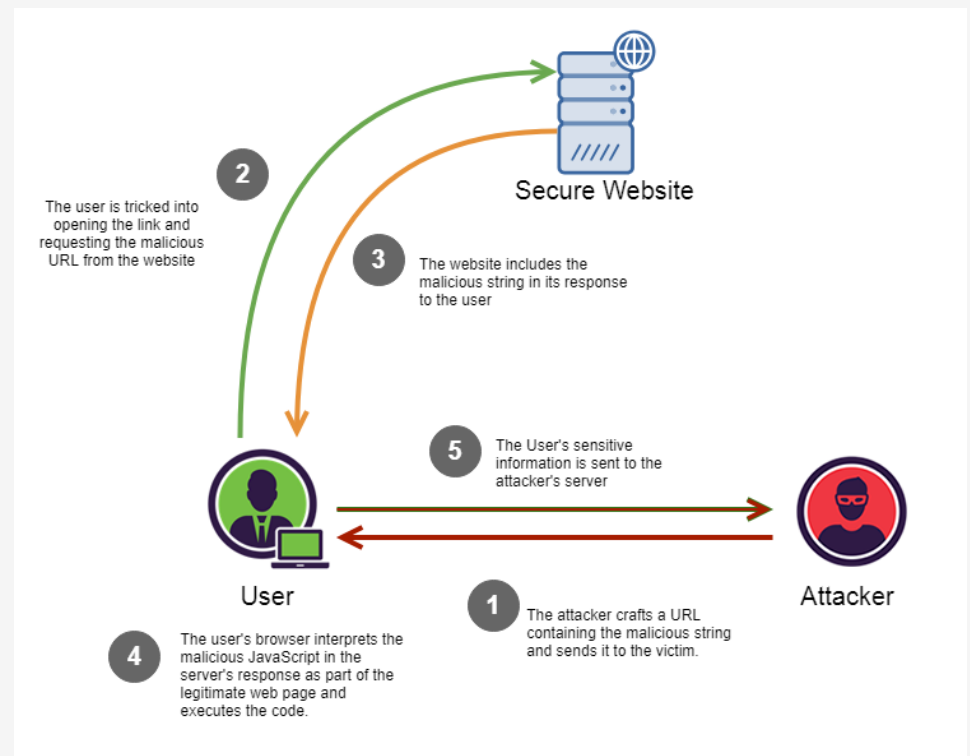 Secure Website
2
The user is tricked into
opening the link and
requesting the malicious
URL from the website
3
The website includes the
malicious string in its response
to the user
5
The User's sensitive
information is sent to the
attacker's server
User
Attacker
1
The attacker crafts a URL
containing the malicious string
and sends it to the victim.
4
The user's browser interprets the
malicious JavaScript in the
server's response as part of the
legitimate web page and
executes the code.